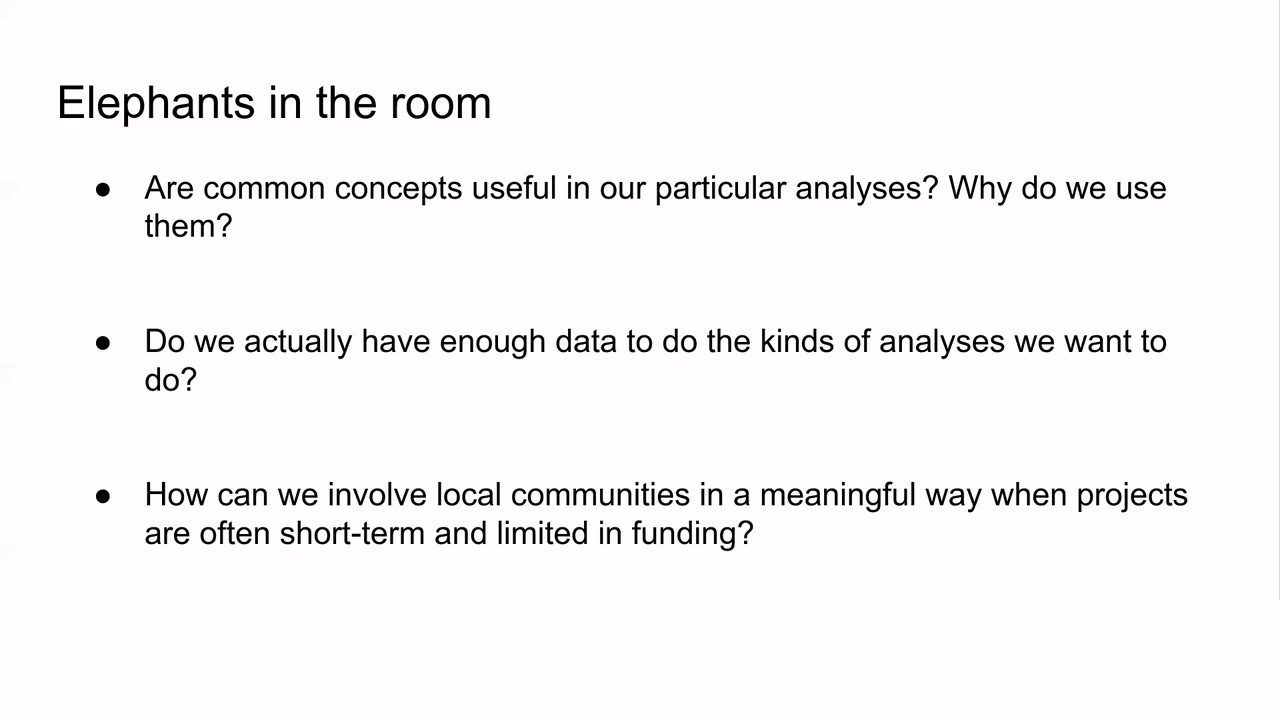 Elephants in the room
● Are common concepts useful in our particular analyses? Why do we use
them?
● Do we actually have enough data to do the kinds of analyses we want to
do?
● How can we involve local communities in a meaningful way when projects
are often short-term and limited in funding?